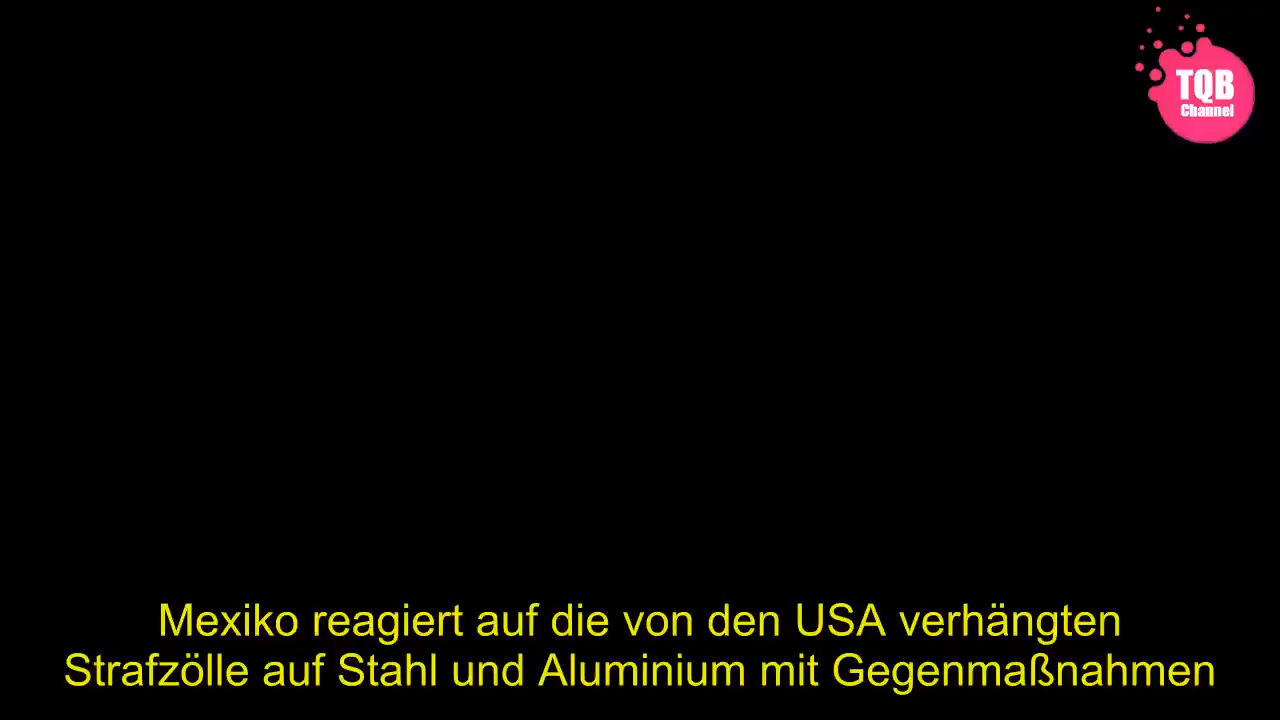 TQB
Channel
Mexiko reagiert auf die von den USA verhängten
Strafzölle auf Stahl und Aluminium mit Gegenmaßnahmen